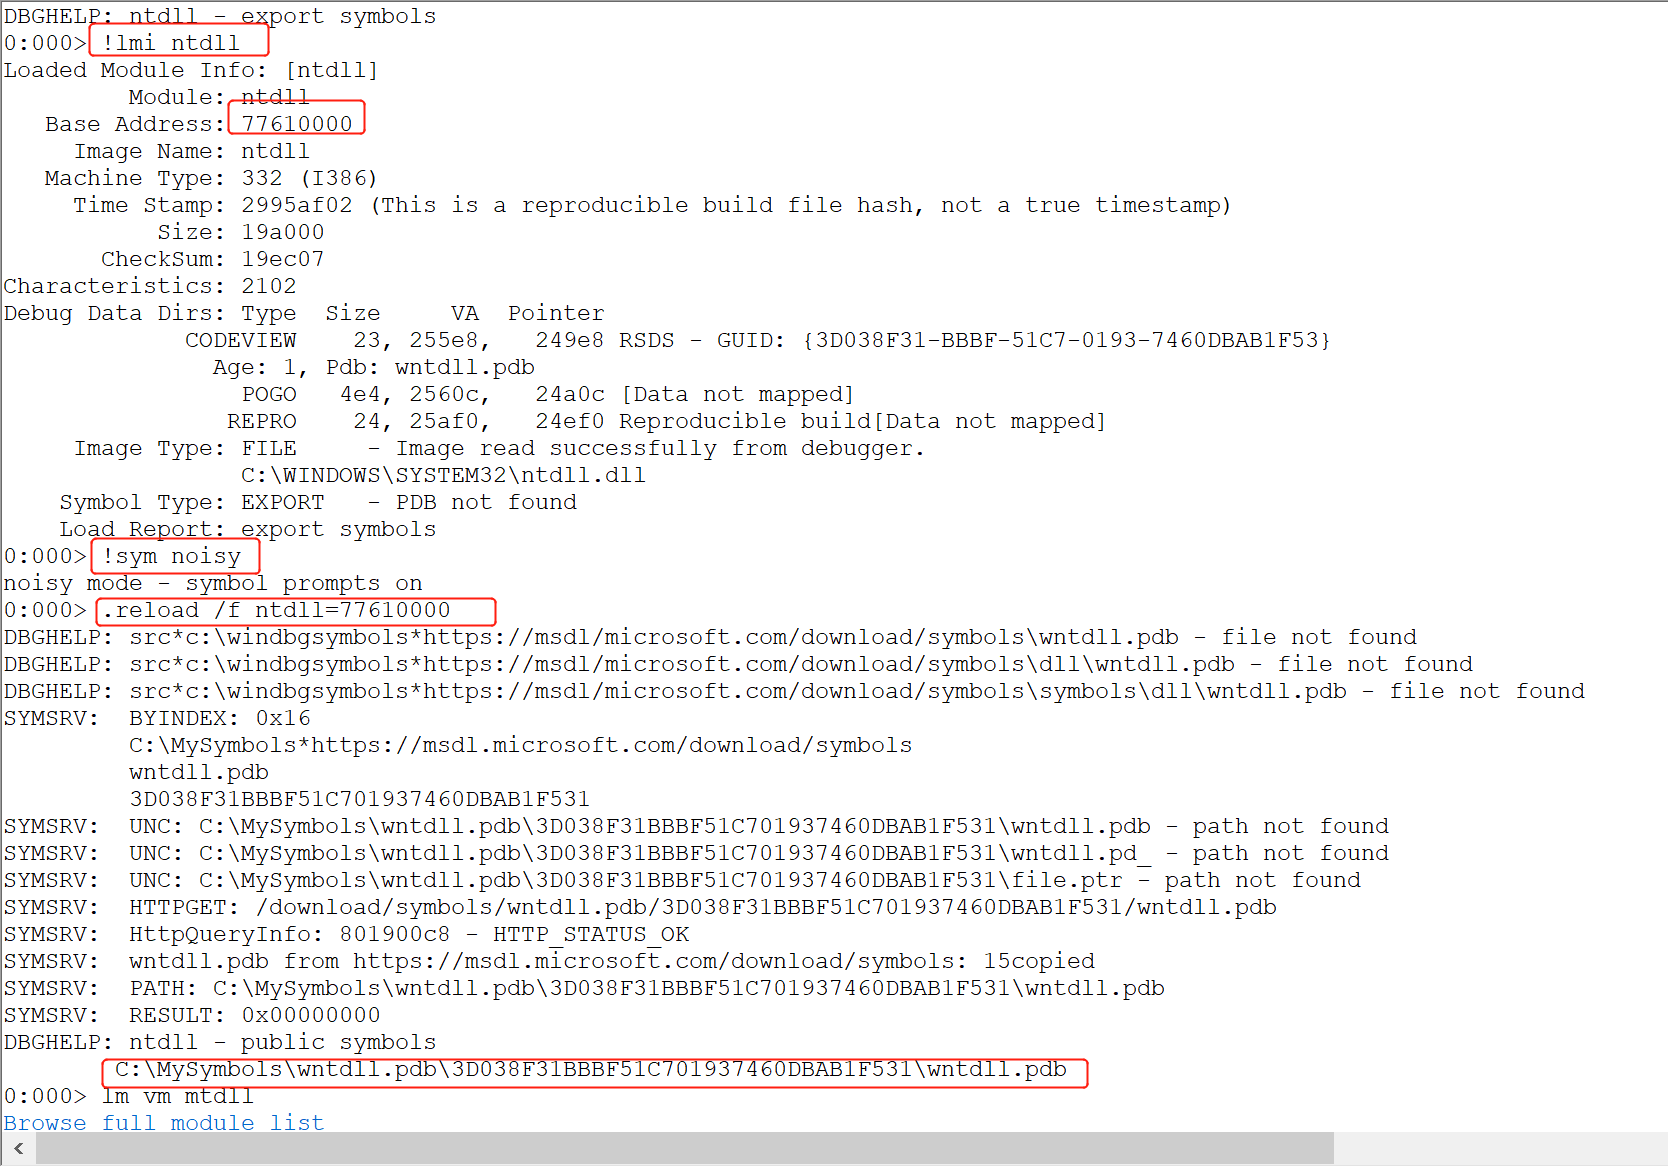 DBGHELP: ntdll - export symbols
0:000> !lmi ntdll
Loaded Module Info: [ntdll]
         Module: ntdll
   Base Address: 77610000
     Image Name: ntdll
   Machine Type: 332 (I386)
     Time Stamp: 2995af02 (This is a reproducible build file hash, not a true timestamp)
           Size: 19a000
       CheckSum: 19ec07
Characteristics: 2102
Debug Data Dirs: Type  Size     VA  Pointer
             CODEVIEW    23, 255e8,   249e8 RSDS - GUID: {3D038F31-BBBF-51C7-0193-7460DBAB1F53}
               Age: 1, Pdb: wntdll.pdb
                 POGO   4e4, 2560c,   24a0c [Data not mapped]
                REPRO    24, 25af0,   24ef0 Reproducible build[Data not mapped]
     Image Type: FILE     - Image read successfully from debugger.
                 C:\WINDOWS\SYSTEM32\ntdll.dll
    Symbol Type: EXPORT   - PDB not found
    Load Report: export symbols
0:000> !sym noisy
noisy mode - symbol prompts on
0:000> .reload /f ntdll=77610000
DBGHELP: src*c:\windbgsymbols*https://msdl/microsoft.com/download/symbols\wntdll.pdb - file not found
DBGHELP: src*c:\windbgsymbols*https://msdl/microsoft.com/download/symbols\dll\wntdll.pdb - file not found
DBGHELP: src*c:\windbgsymbols*https://msdl/microsoft.com/download/symbols\symbols\dll\wntdll.pdb - file not found
SYMSRV:  BYINDEX: 0x16
         C:\MySymbols*https://msdl.microsoft.com/download/symbols
         wntdll.pdb
         3D038F31BBBF51C701937460DBAB1F531
SYMSRV:  UNC: C:\MySymbols\wntdll.pdb\3D038F31BBBF51C701937460DBAB1F531\wntdll.pdb - path not found
SYMSRV:  UNC: C:\MySymbols\wntdll.pdb\3D038F31BBBF51C701937460DBAB1F531\wntdll.pd_ - path not found
SYMSRV:  UNC: C:\MySymbols\wntdll.pdb\3D038F31BBBF51C701937460DBAB1F531\file.ptr - path not found
SYMSRV:  HTTPGET: /download/symbols/wntdll.pdb/3D038F31BBBF51C701937460DBAB1F531/wntdll.pdb
SYMSRV:  HttpQueryInfo: 801900c8 - HTTP_STATUS_OK
SYMSRV:  wntdll.pdb from https://msdl.microsoft.com/download/symbols: 15copied
SYMSRV:  PATH: C:\MySymbols\wntdll.pdb\3D038F31BBBF51C701937460DBAB1F531\wntdll.pdb
SYMSRV:  RESULT: 0x00000000
DBGHELP: ntdll - public symbols
        C:\MySymbols\wntdll.pdb\3D038F31BBBF51C701937460DBAB1F531\wntdll.pdb
0:000> lm vm mtdll
Browse full module list